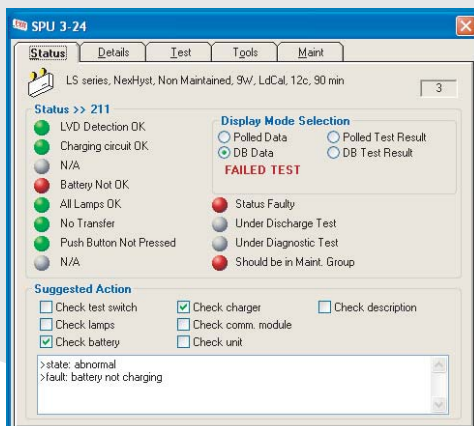 SPU 3-24
Status Details Test Tools Maint
LS series, NexHyst, Non Maintained, 9W, LdCal, 12c, 90 min
3
Status >> 211
LVD Detection OK
Charging circuit OK
N/A
Battery Not OK
All Lamps OK
No Transfer
Push Button Not Pressed
N/A
Display Mode Selection
Polled Data Polled Test Result
DB Data DB Test Result
FAILED TEST
Status Faulty
Under Discharge Test
Under Diagnostic Test
Should be in Maint. Group
Suggested Action
Check test switch Check charger Check description
Check lamps Check comm. module
Check battery Check unit
>state: abnormal
>fault: battery not charging